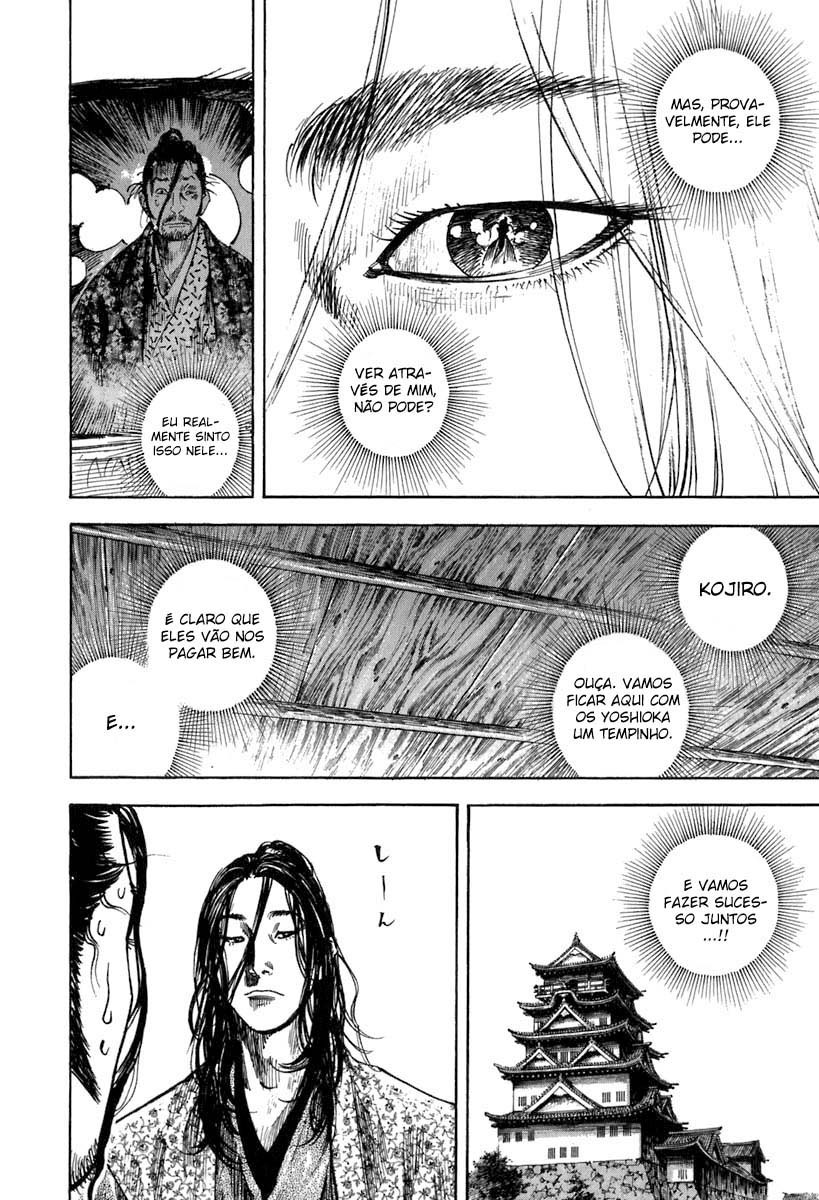 MAS, PROVA-
VELMENTE, ELE
PODE...
VER ATRA-
VÉS DE MIM,
NÃO PODE?
EU REAL-
MENTE SINTO
ISSO NELE...
KOJIRO.
OUÇA. VAMOS
FICAR AQUI COM
OS YOSHIOKA
UM TEMPINHO.
É CLARO QUE
ELES VÃO NOS
PAGAR BEM.
E...
E VAMOS
FAZER SUCES-
SO JUNTOS
...!!
しーん